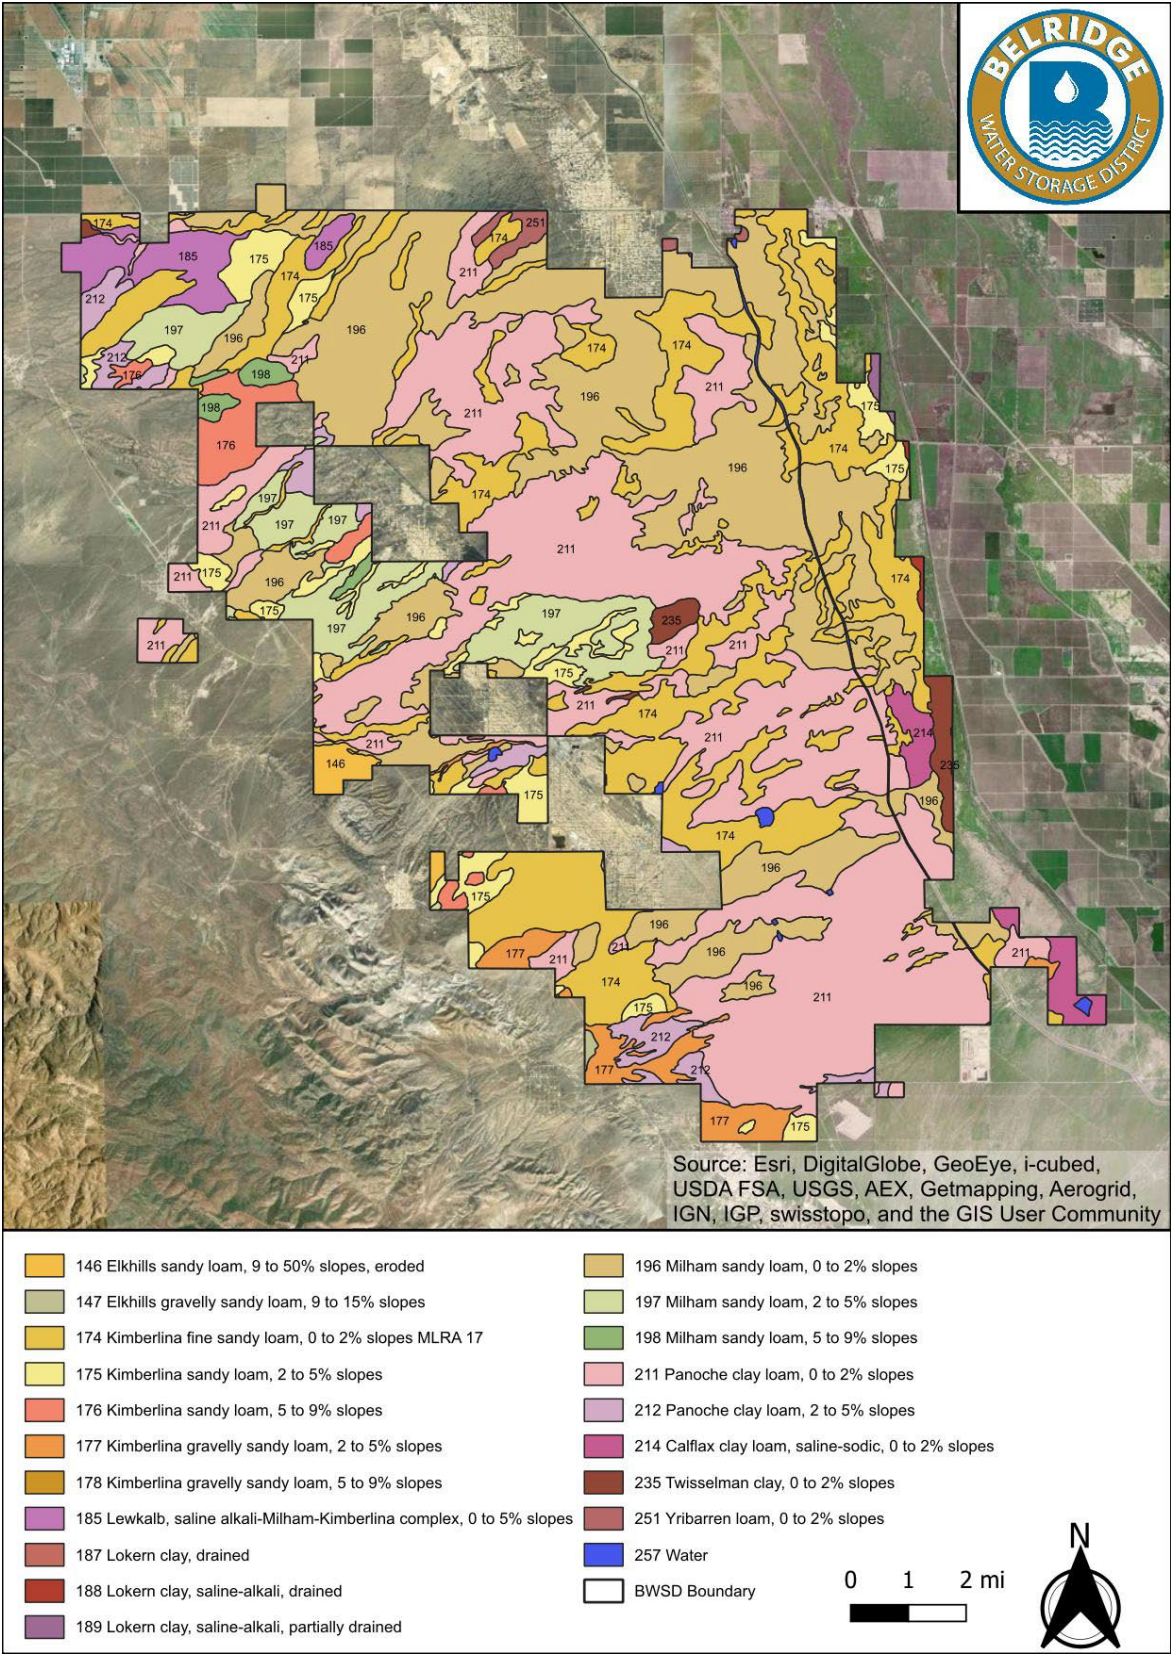 BELRIDGE
WATER STORAGE DISTRICT
174
251
174
185
185
175
174
211
175
212
197
196
196
174
174
212
211
176
198
211
196
175
198
211
176
174
196
175
197
174
211
197
197
211
211
175
196
174
175
196
197
235
197
211
211
211
175
211
174
211
214
211
146
235
175
196
174
196
175
196
211
196
177
211
211
174
196
211
175
212
177
212
177
175
Source: Esri, DigitalGlobe, GeoEye, i-cubed,
USDA FSA, USGS, AEX, Getmapping, Aerogrid,
IGN, IGP, swisstopo, and the GIS User Community
146 Elkhills sandy loam, 9 to 50% slopes, eroded
147 Elkhills gravelly sandy loam, 9 to 15% slopes
174 Kimberlina fine sandy loam, 0 to 2% slopes MLRA 17
175 Kimberlina sandy loam, 2 to 5% slopes
176 Kimberlina sandy loam, 5 to 9% slopes
177 Kimberlina gravelly sandy loam, 2 to 5% slopes
178 Kimberlina gravelly sandy loam, 5 to 9% slopes
185 Lewkalb, saline alkali-Milham-Kimberlina complex, 0 to 5% slopes
187 Lokern clay, drained
188 Lokern clay, saline-alkali, drained
189 Lokern clay, saline-alkali, partially drained
196 Milham sandy loam, 0 to 2% slopes
197 Milham sandy loam, 2 to 5% slopes
198 Milham sandy loam, 5 to 9% slopes
211 Panoche clay loam, 0 to 2% slopes
212 Panoche clay loam, 2 to 5% slopes
214 Calflax clay loam, saline-sodic, 0 to 2% slopes
235 Twisselman clay, 0 to 2% slopes
251 Yribarren loam, 0 to 2% slopes
257 Water
BWSD Boundary
0 1 2 mi
N